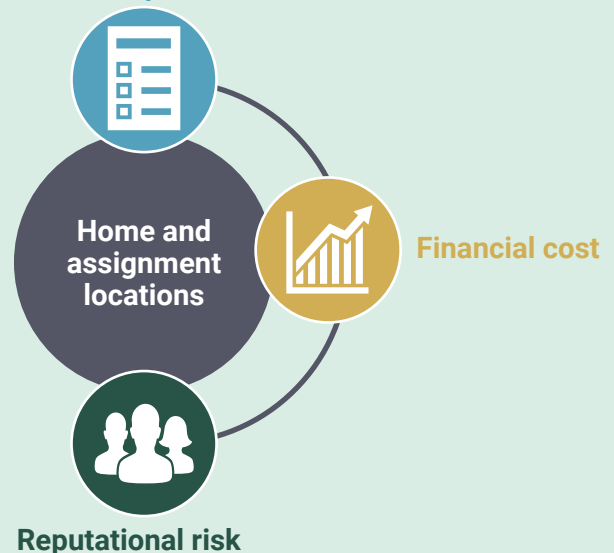 Home and
assignment
locations
Financial cost
Reputational risk